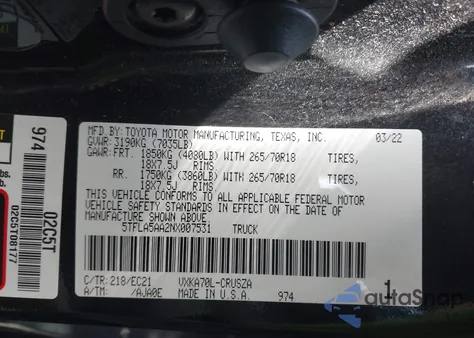 MFD.BY: TOYOTA MOTOR MANUFACTURING, TEXAS, INC. 03/22
GVWR: 3190KG (7035LB)
GAWR: FRT. 1850KG (4080LB) WITH 265/70R18 TIRES,
18X7.5J RIMS
RR. 1750KG (3860LB) WITH 265/70R18 TIRES,
18X7.5J RIMS
THIS VEHICLE CONFORMS TO ALL APPLICABLE FEDERAL MOTOR
VEHICLE SAFETY STANDARDS IN EFFECT ON THE DATE OF
MANUFACTURE SHOWN ABOVE.
5TFLA5AA2NX007531 TRUCK
C/TR: 218/EC21 VXKA70L-CRUSZA
A/TM: /AJA0E MADE IN U.S.A. 974
1
974
02C5T
02C5T08177
autoSnap